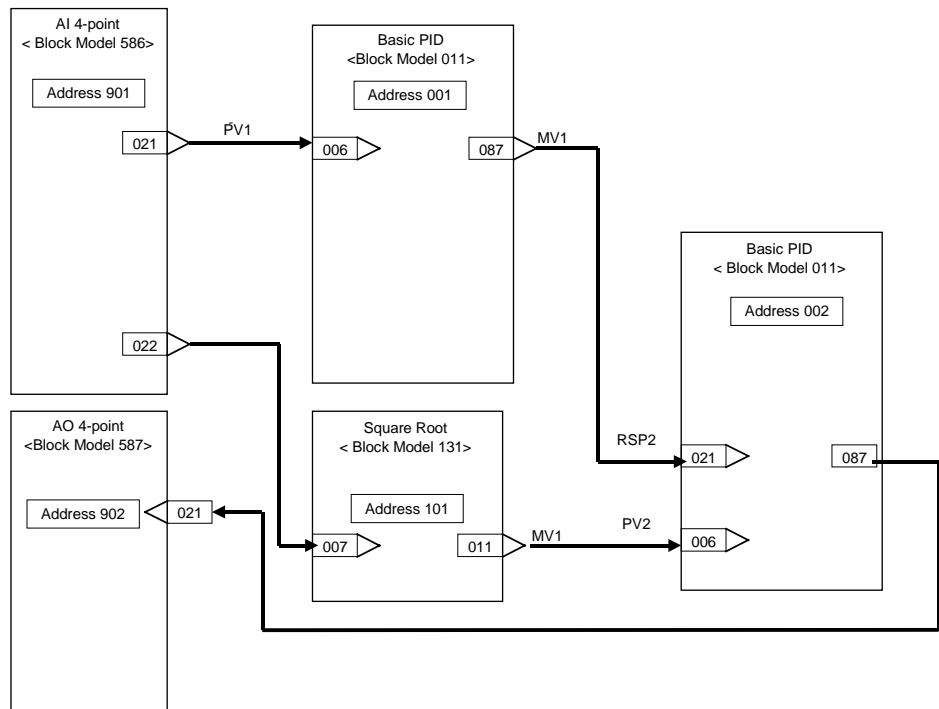 AI 4-point
< Block Model 586>
Address 901
021
022
PV1
Basic PID
<Block Model 011>
Address 001
006
087
MV1
Basic PID
< Block Model 011>
Address 002
RSP2
021
087
PV2
006
AO 4-point
<Block Model 587>
Address 902
021
Square Root
< Block Model 131>
Address 101
007
011
MV1